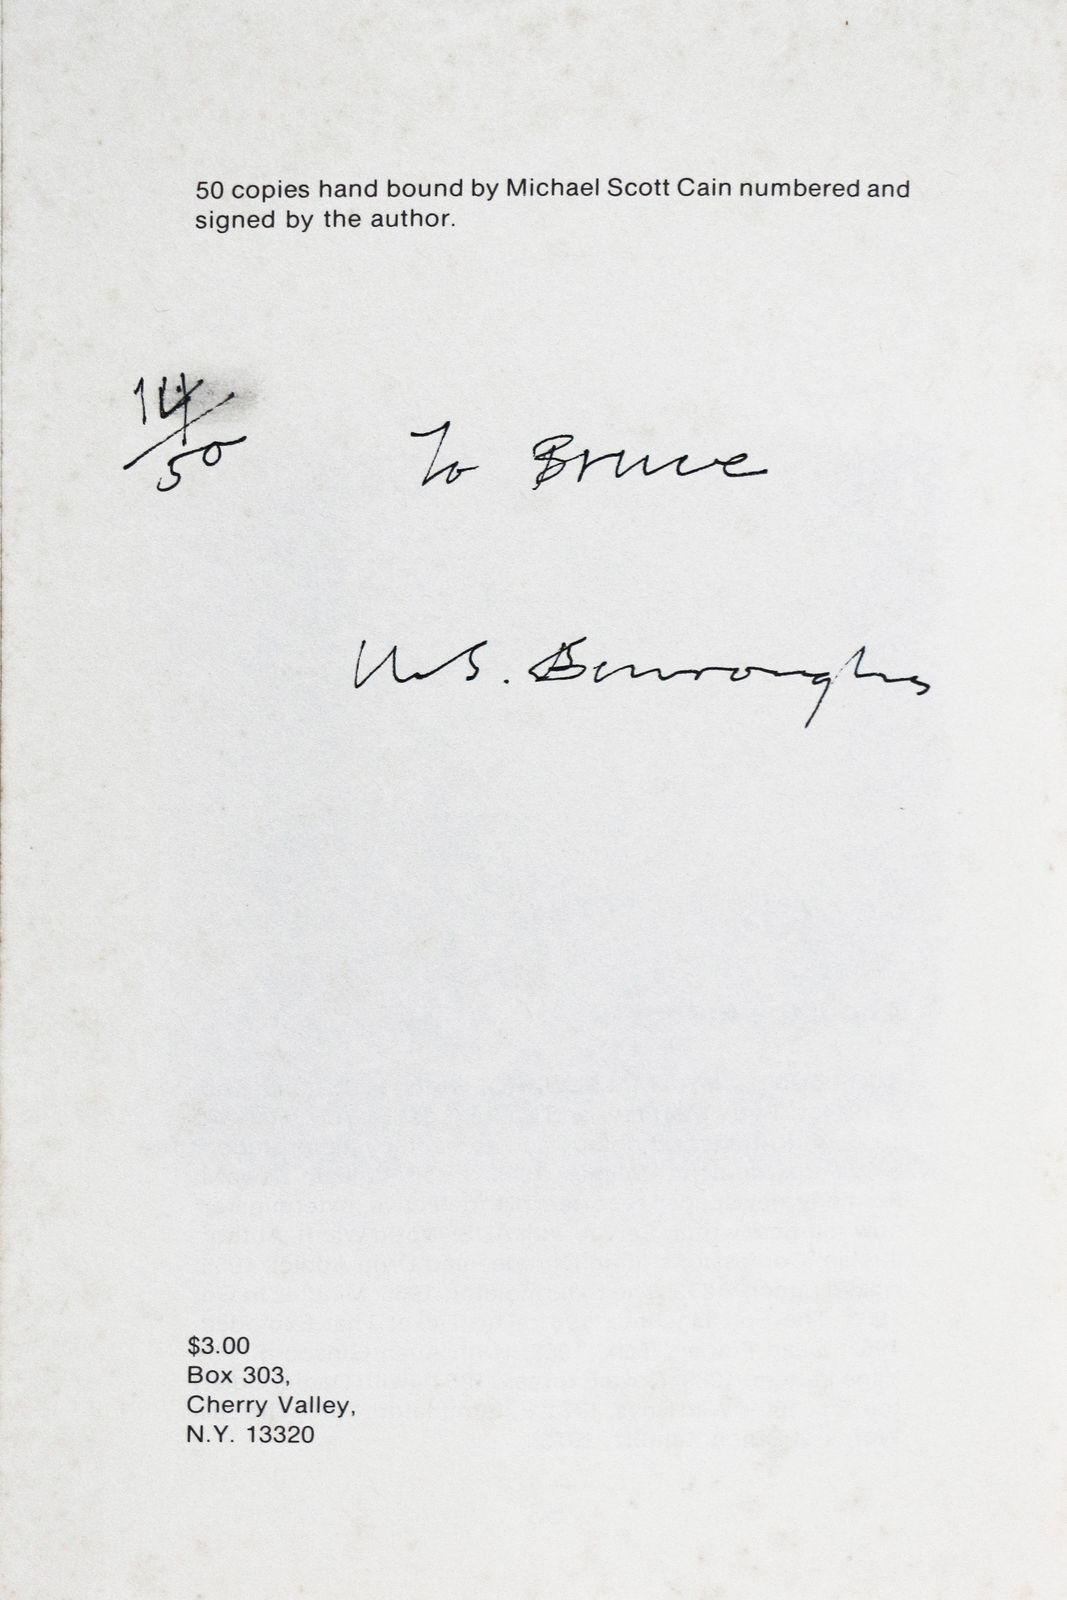 50 copies hand bound by Michael Scott Cain numbered and
signed by the author.
14/50 To Bruce
W.S. Burroughs
$3.00
Box 303,
Cherry Valley,
N.Y. 13320